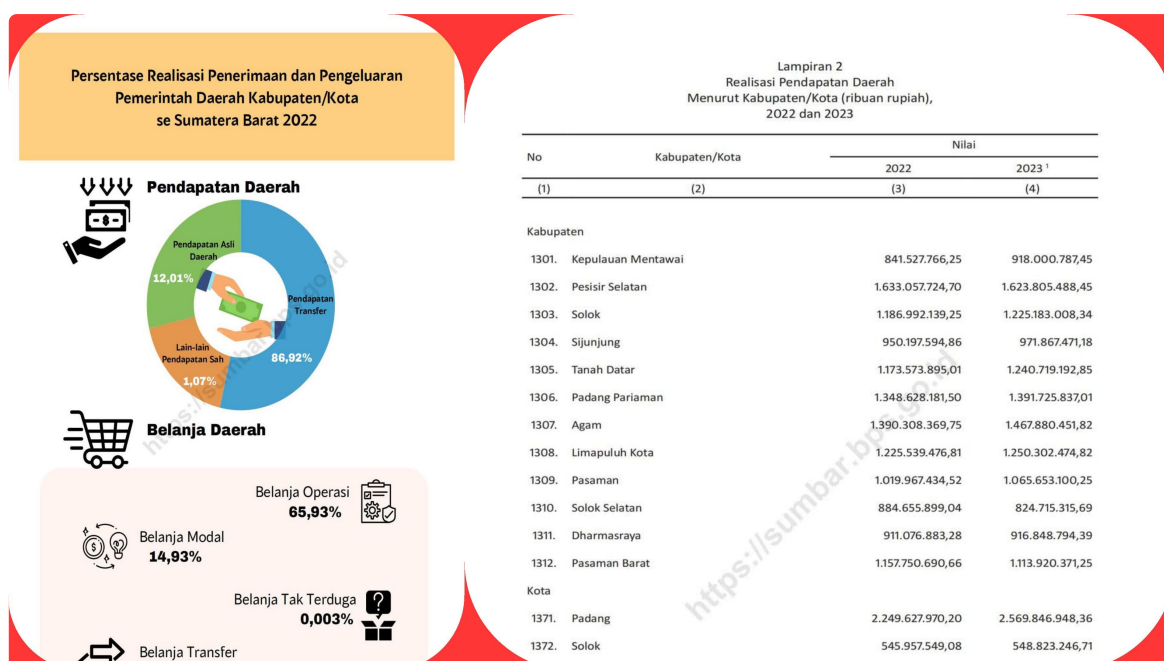 Persentase Realisasi Penerimaan dan Pengeluaran
Pemerintah Daerah Kabupaten/Kota
se Sumatera Barat 2022
Pendapatan Daerah
Pendapatan Asli
Daerah
12,01%
Pendapatan
Transfer
86,92%
Lain-lain
Pendapatan Sah
1,07%
https://sumbar.bps.go.id
Belanja Daerah
Belanja Operasi
65,93%
Belanja Modal
14,93%
Belanja Tak Terduga
0,003%
Belanja Transfer
Lampiran 2
Realisasi Pendapatan Daerah
Menurut Kabupaten/Kota (ribuan rupiah),
2022 dan 2023
No Kabupaten/Kota Nilai
2022 2023 ¹
(1) (2) (3) (4)
Kabupaten
1301. Kepulauan Mentawai 841.527.766,25 918.000.787,45
1302. Pesisir Selatan 1.633.057.724,70 1.623.805.488,45
1303. Solok 1.186.992.139,25 1.225.183.008,34
1304. Sijunjung 950.197.594,86 971.867.471,18
1305. Tanah Datar 1.173.573.895,01 1.240.719.192,85
1306. Padang Pariaman 1.348.628.181,50 1.391.725.837,01
1307. Agam 1.390.308.369,75 1.467.880.451,82
1308. Limapuluh Kota 1.225.539.476,81 1.250.302.474,82
1309. Pasaman 1.019.967.434,52 1.065.653.100,25
1310. Solok Selatan 884.655.899,04 824.715.315,69
1311. Dharmasraya 911.076.883,28 916.848.794,39
1312. Pasaman Barat 1.157.750.690,66 1.113.920.371,25
Kota
1371. Padang 2.249.627.970,20 2.569.846.948,36
1372. Solok 545.957.549,08 548.823.246,71
https://sumbar.bps.go.id